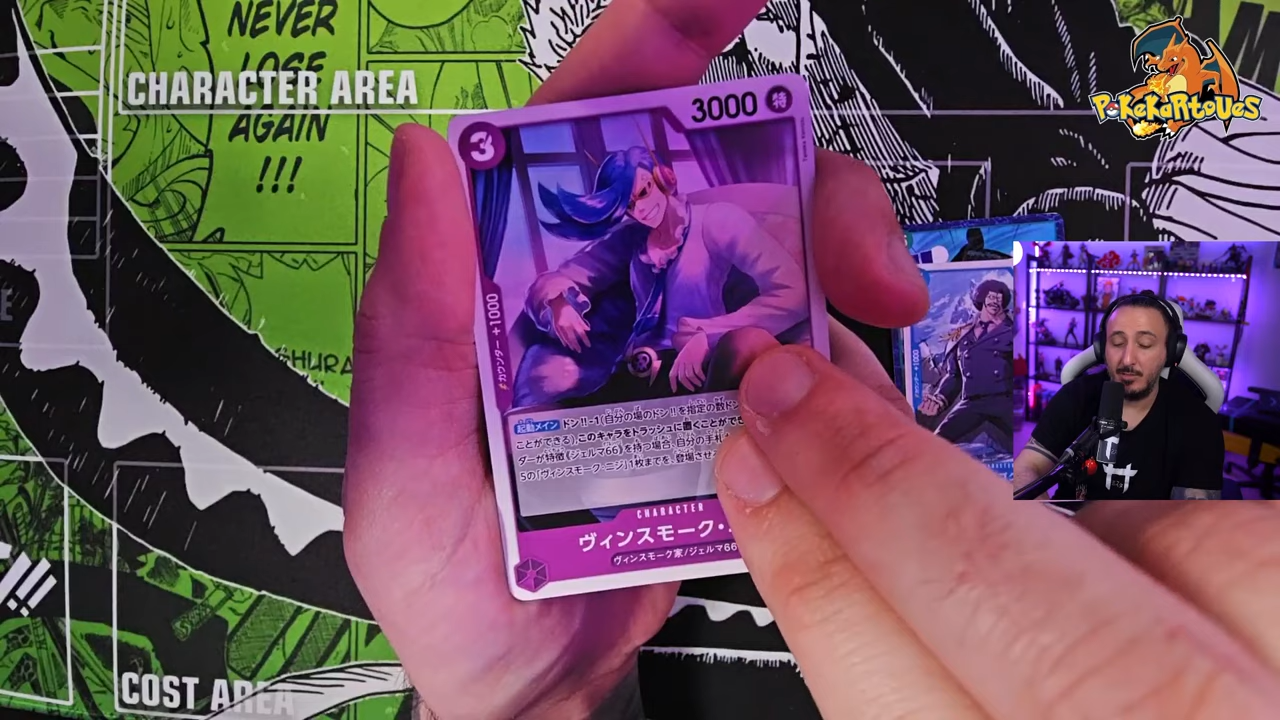 NEVER
LOSE
AGAIN
!!!
CHARACTER AREA
POKEKARTOUES
3
3000
特
カウンター +1000
起動メイン ドン!!-1(自分の場のドン!!を指定の数ドン
ことができる):このキャラをトラッシュに置くことができ
ダーが特徴《ジェルマ66》を持つ場合、自分の手札
5の「ヴィンスモーク・ニジ」1枚までを、登場させ
CHARACTER
ヴィンスモーク・
ヴィンスモーク家/ジェルマ66
カウンター +1000
COST AREA